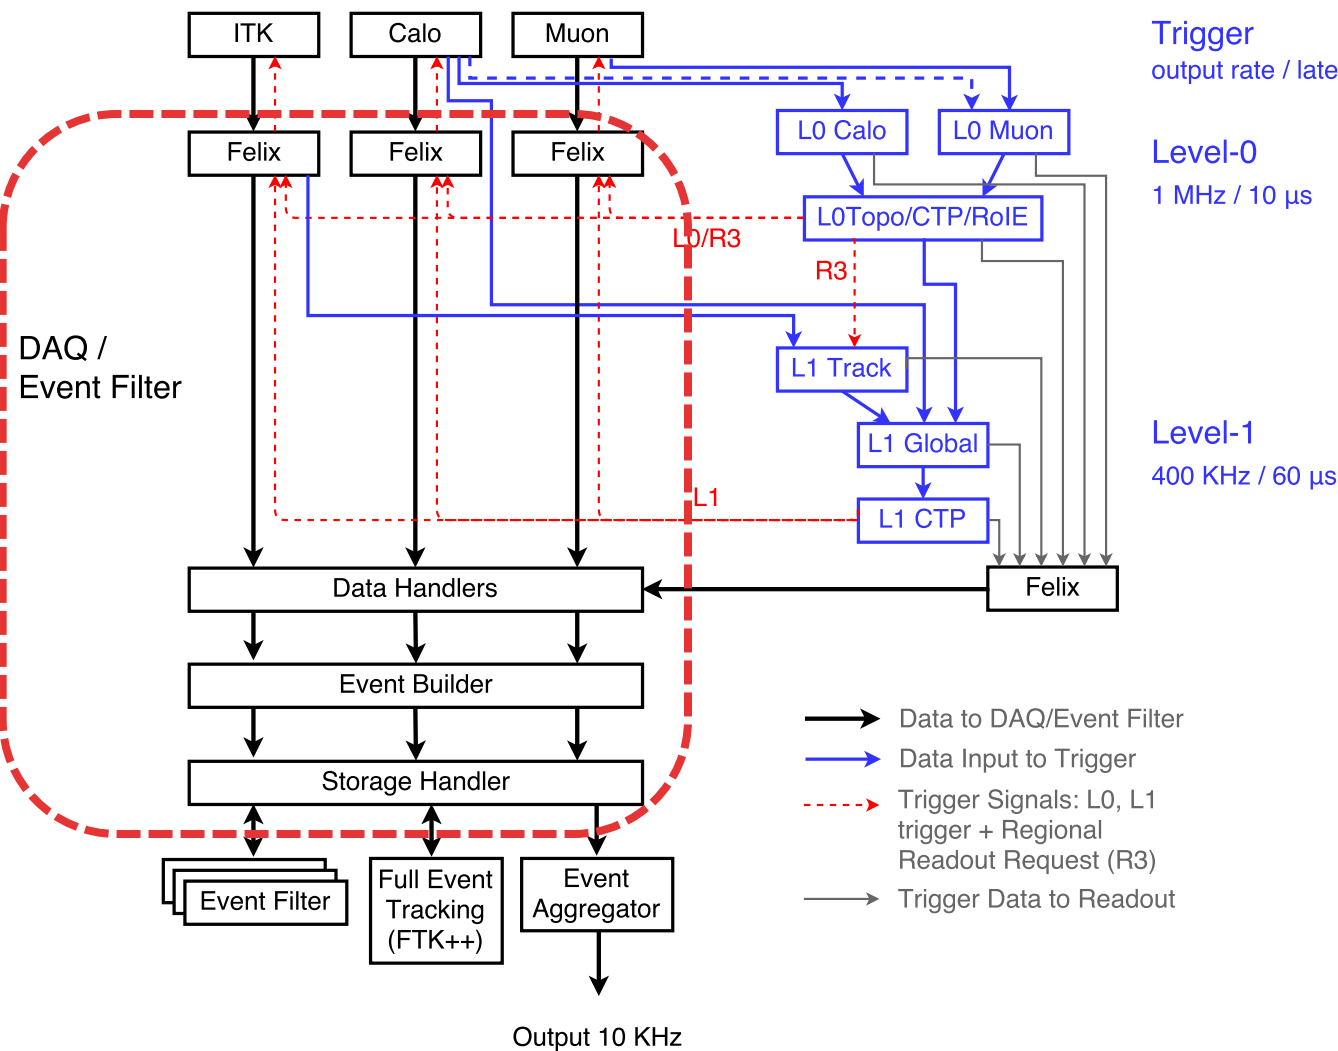 ITK
Calo
Muon
Trigger
output rate / late
L0 Calo
L0 Muon
Felix
Felix
Felix
Level-0
1 MHz / 10 µs
L0Topo/CTP/RoIE
L0/R3
R3
DAQ /
Event Filter
L1 Track
L1 Global
Level-1
400 KHz / 60 µs
L1
L1 CTP
Data Handlers
Felix
Event Builder
Storage Handler
Data to DAQ/Event Filter
Data Input to Trigger
Trigger Signals: L0, L1
trigger + Regional
Readout Request (R3)
Trigger Data to Readout
Event Filter
Full Event
Tracking
(FTK++)
Event
Aggregator
Output 10 KHz